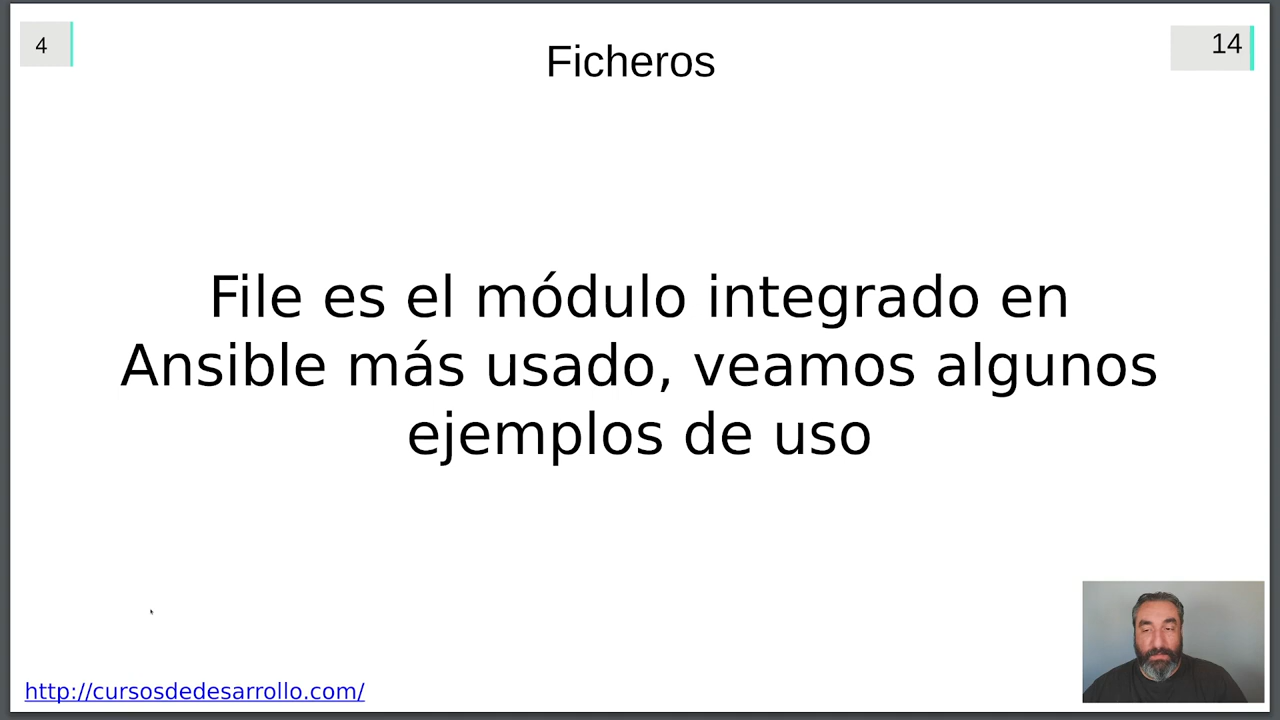 4
Ficheros
14
File es el módulo integrado en
Ansible más usado, veamos algunos
ejemplos de uso
http://cursosdedesarrollo.com/